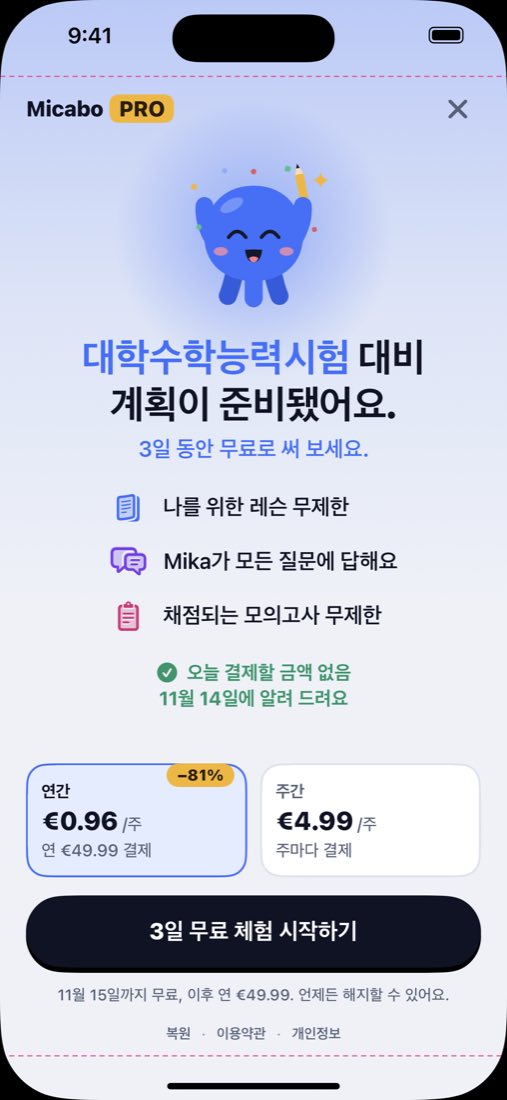 9:41
Micabo PRO
대학수학능력시험 대비
계획이 준비됐어요.
3일 동안 무료로 써 보세요.
나를 위한 레슨 무제한
Mika가 모든 질문에 답해요
채점되는 모의고사 무제한
오늘 결제할 금액 없음
11월 14일에 알려 드려요
−81%
연간
€0.96 /주
연 €49.99 결제
주간
€4.99 /주
주마다 결제
3일 무료 체험 시작하기
11월 15일까지 무료, 이후 연 €49.99. 언제든 해지할 수 있어요.
복원 · 이용약관 · 개인정보